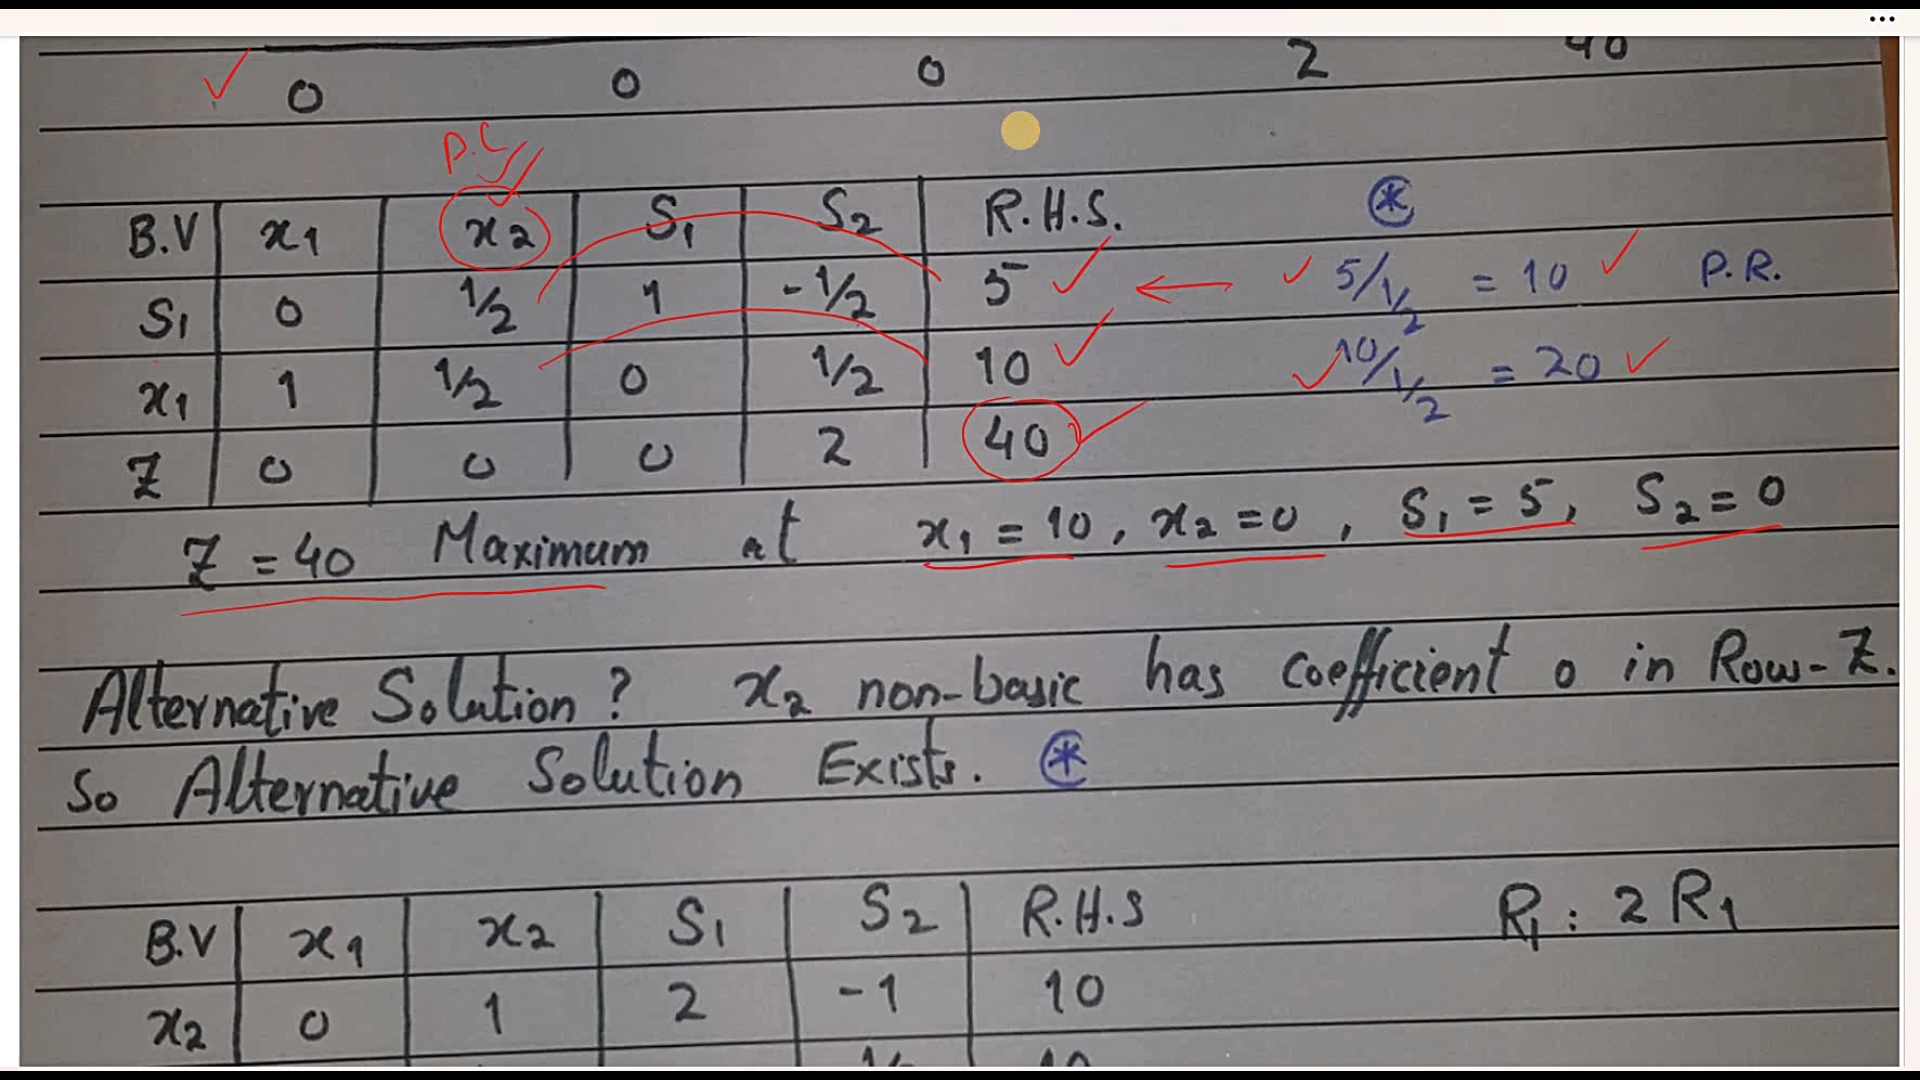 0 0 0 2 40
P.C
B.V x1 x2 S1 S2 R.H.S. *
S1 0 1/2 1 -1/2 5 5/1/2 = 10 P.R.
x1 1 1/2 0 1/2 10 10/1/2 = 20
Z 0 0 0 2 40
Z = 40 Maximum at x1 = 10, x2 = 0, S1 = 5, S2 = 0
Alternative Solution? x2 non-basic has coefficient 0 in Row-Z.
So Alternative Solution Exists. *
B.V x1 x2 S1 S2 R.H.S R1 : 2 R1
x2 0 1 2 -1 10